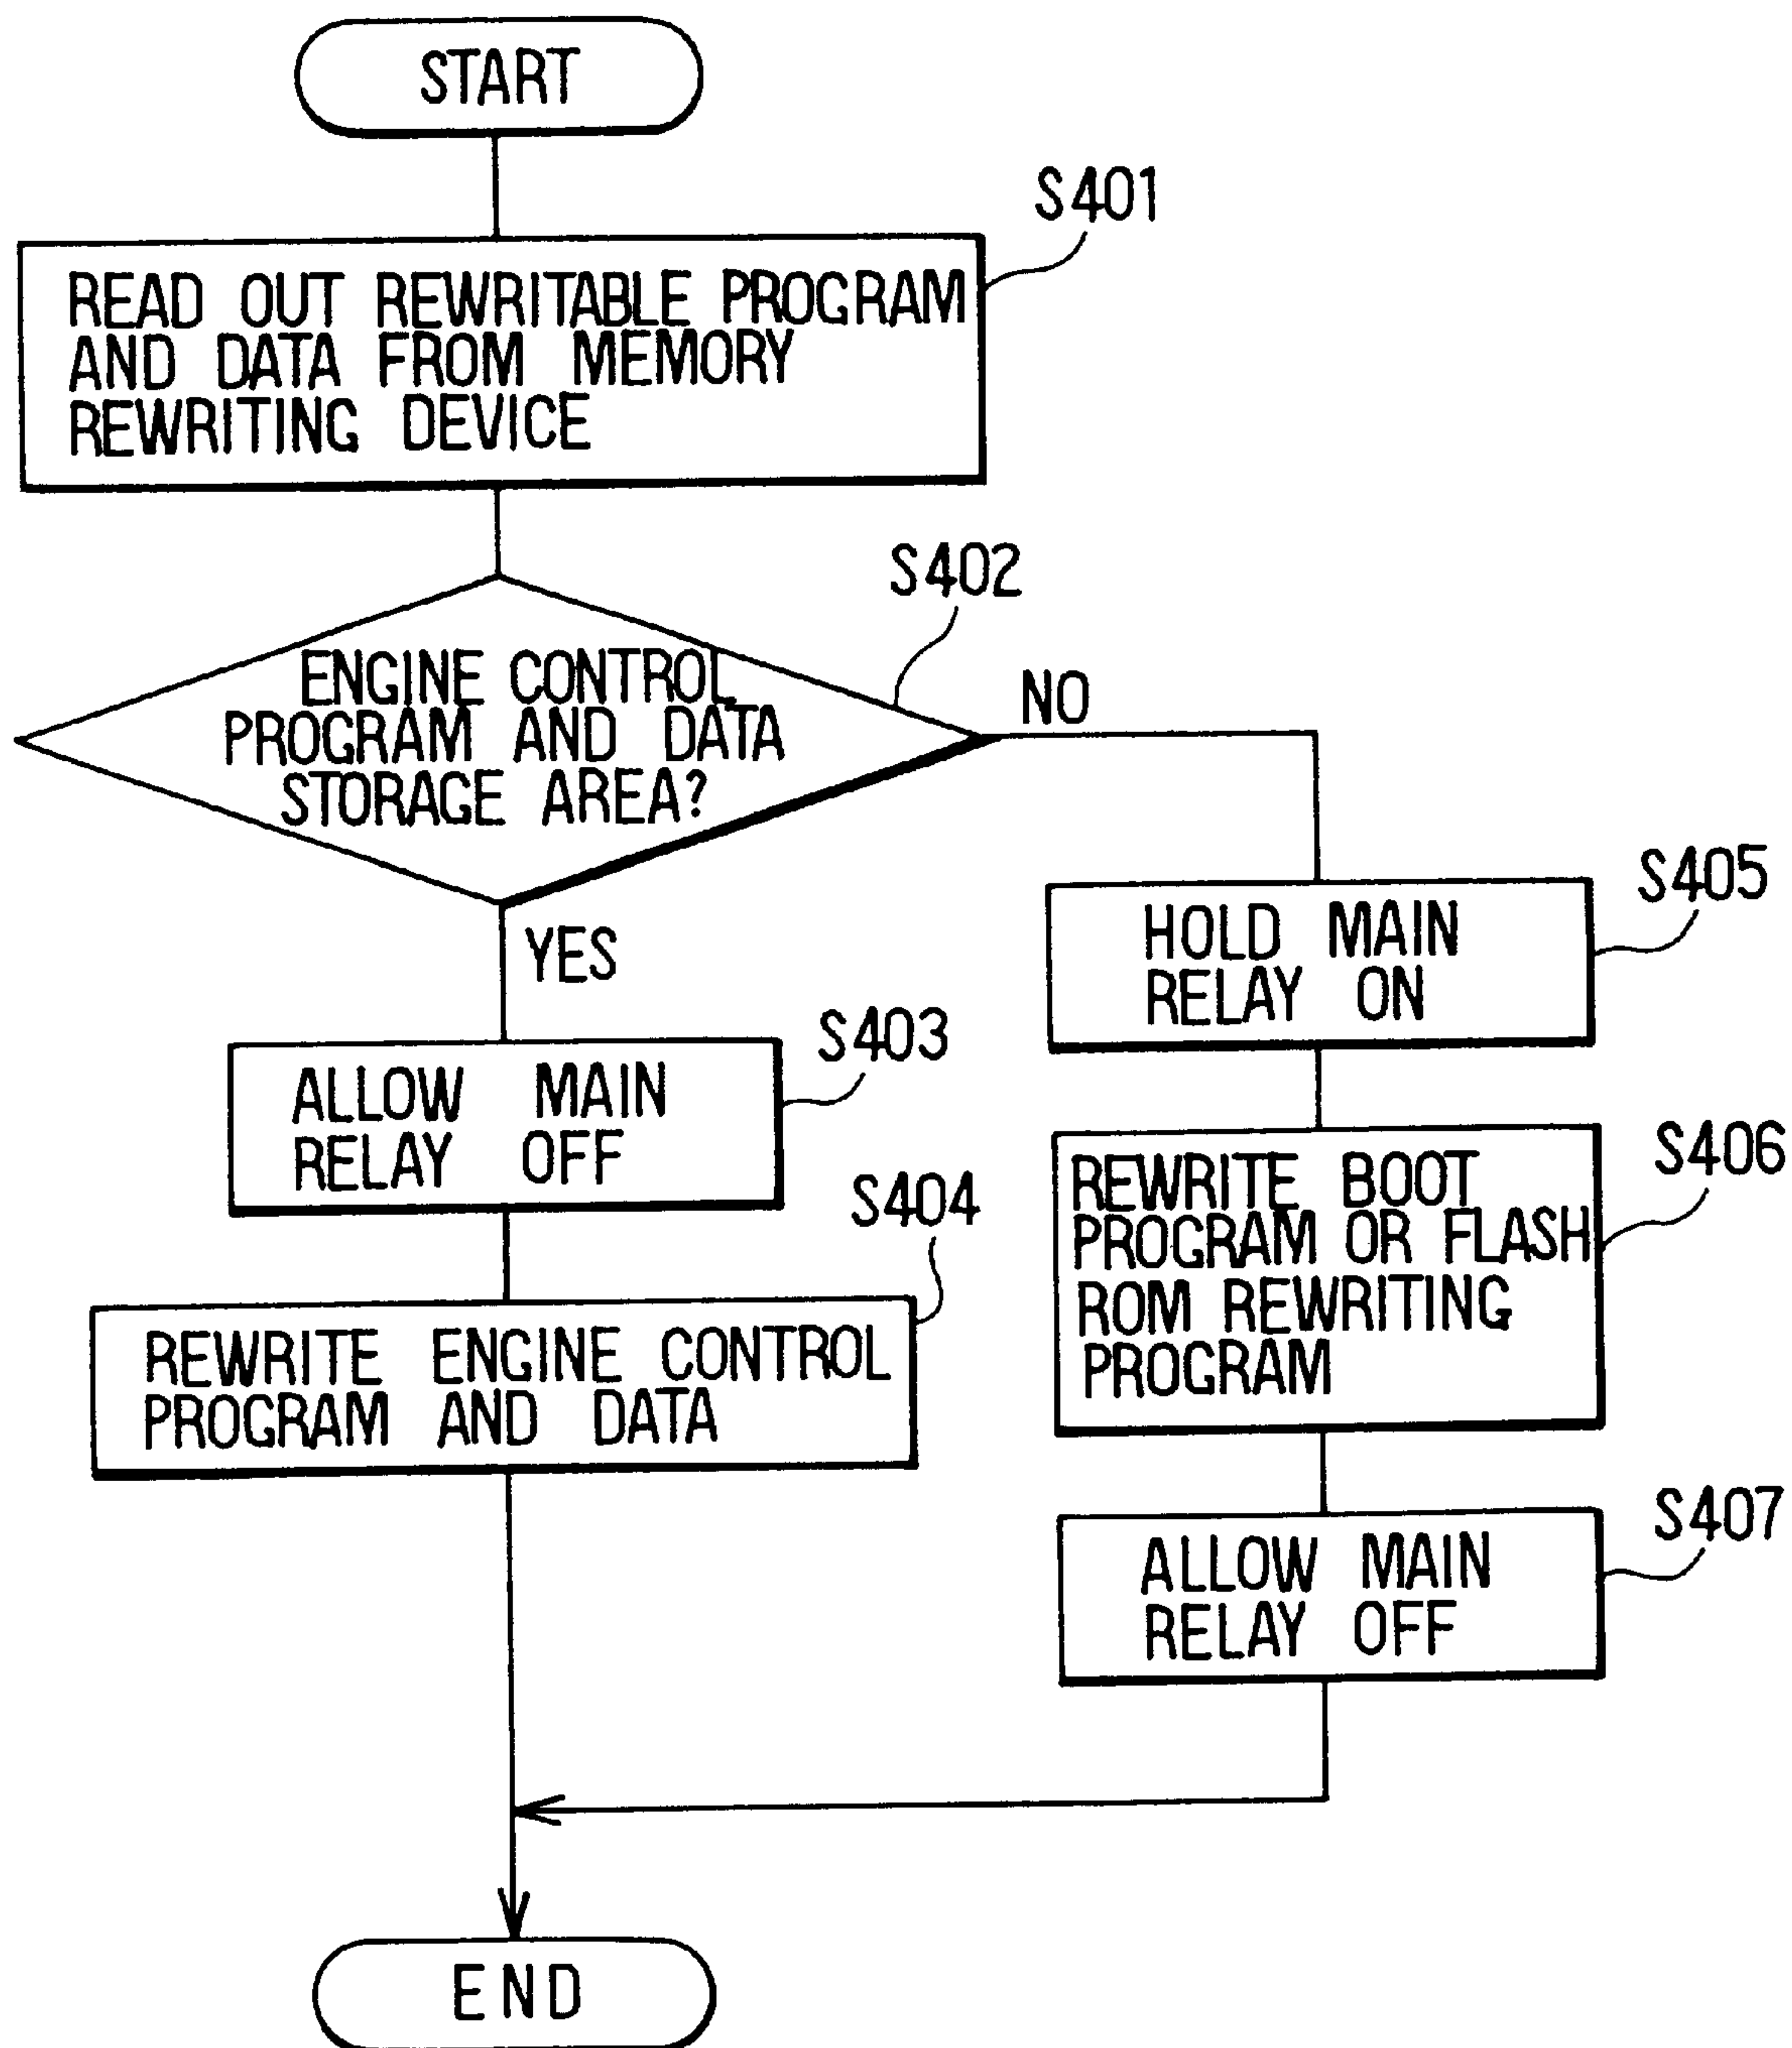 START
S401
READ OUT REWRITABLE PROGRAM
AND DATA FROM MEMORY
REWRITING DEVICE
S402
ENGINE CONTROL
PROGRAM AND DATA
STORAGE AREA?
NO
YES
S403
ALLOW MAIN
RELAY OFF
S404
REWRITE ENGINE CONTROL
PROGRAM AND DATA
S405
HOLD MAIN
RELAY ON
S406
REWRITE BOOT
PROGRAM OR FLASH
ROM REWRITING
PROGRAM
S407
ALLOW MAIN
RELAY OFF
END